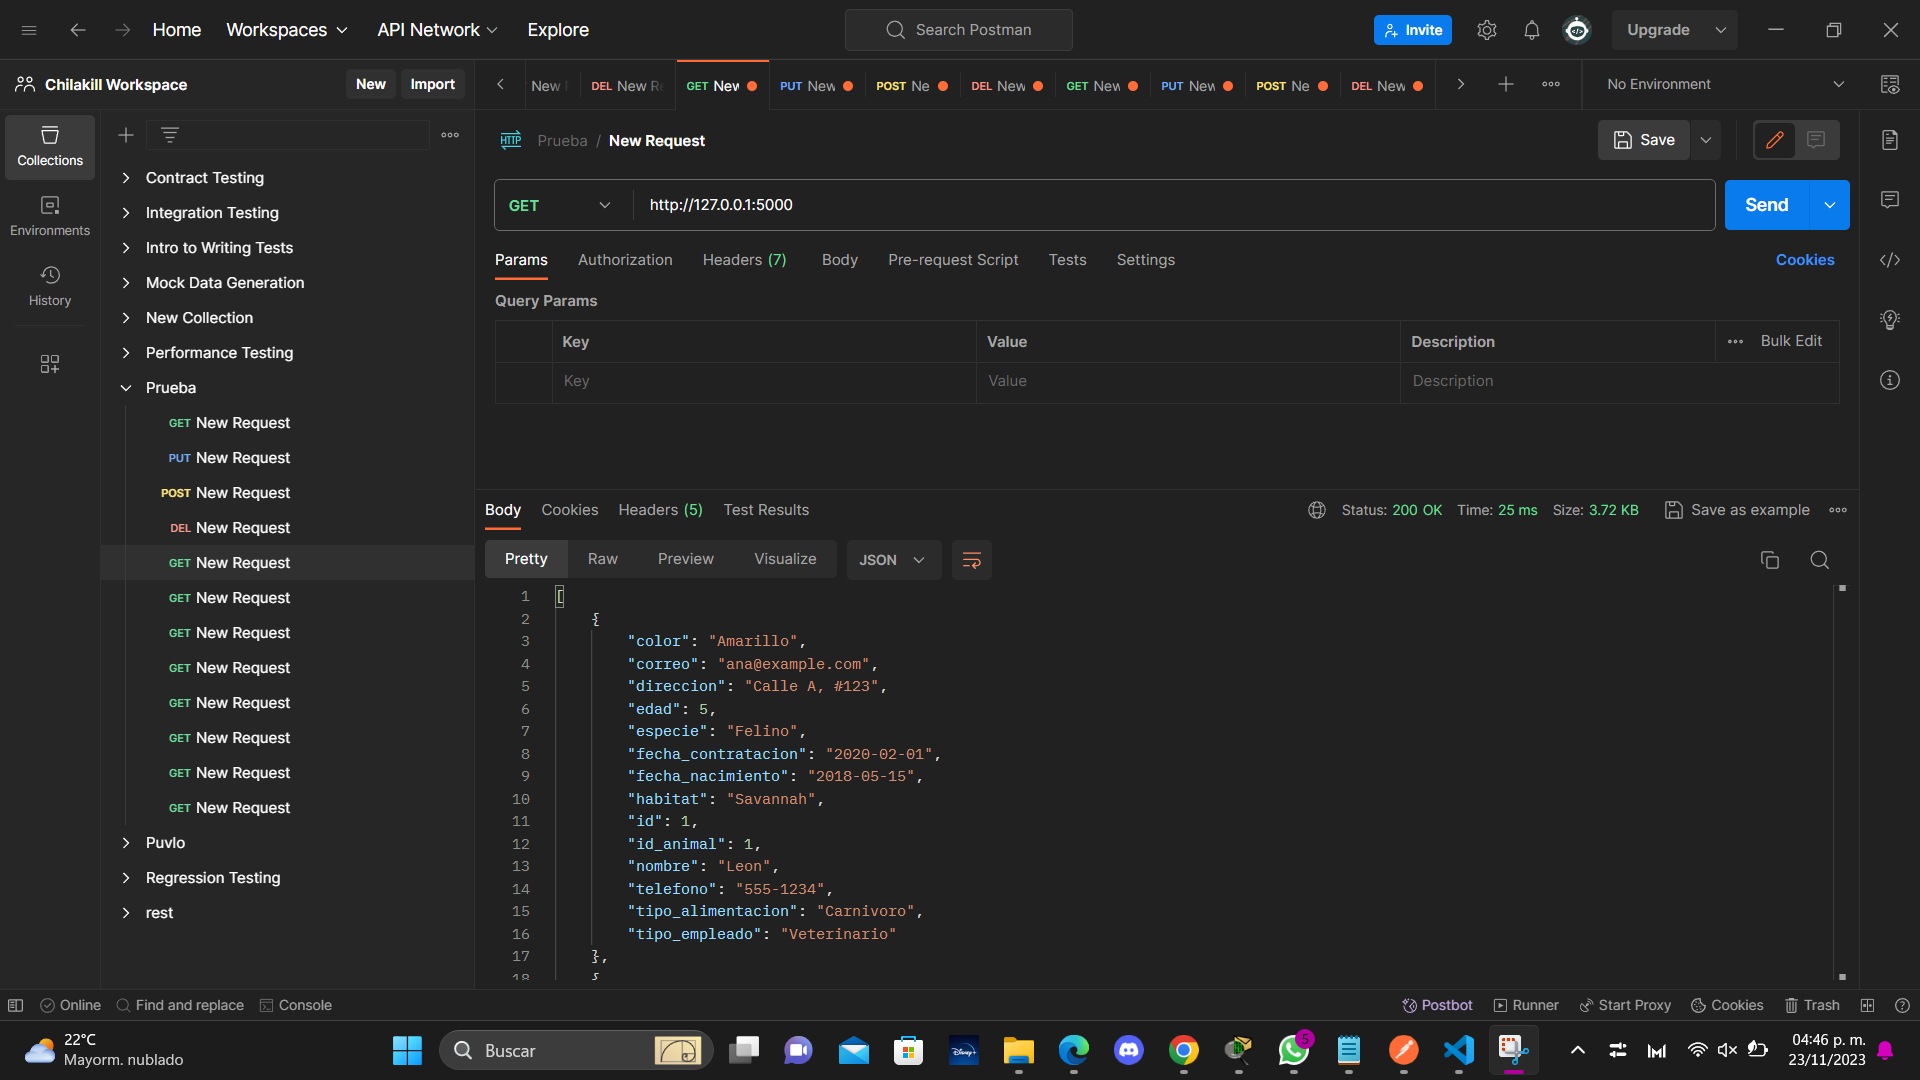 Home
Workspaces
API Network
Explore
Search Postman
Invite
Upgrade
Chilakill Workspace
New
Import
New
DEL New Re
GET New
PUT New
POST Ne
DEL New
GET New
PUT New
POST Ne
DEL New
No Environment
Collections
Environments
History
Contract Testing
Integration Testing
Intro to Writing Tests
Mock Data Generation
New Collection
Performance Testing
Prueba
GET New Request
PUT New Request
POST New Request
DEL New Request
GET New Request
GET New Request
GET New Request
GET New Request
GET New Request
GET New Request
GET New Request
GET New Request
Puvlo
Regression Testing
rest
HTTP
Prueba / New Request
Save
GET
http://127.0.0.1:5000
Send
Params
Authorization
Headers (7)
Body
Pre-request Script
Tests
Settings
Cookies
Query Params
Key
Value
Description
Bulk Edit
Key
Value
Description
Body
Cookies
Headers (5)
Test Results
Status: 200 OK
Time: 25 ms
Size: 3.72 KB
Save as example
Pretty
Raw
Preview
Visualize
JSON
1 [
2 {
3 "color": "Amarillo",
4 "correo": "ana@example.com",
5 "direccion": "Calle A, #123",
6 "edad": 5,
7 "especie": "Felino",
8 "fecha_contratacion": "2020-02-01",
9 "fecha_nacimiento": "2018-05-15",
10 "habitat": "Savannah",
11 "id": 1,
12 "id_animal": 1,
13 "nombre": "Leon",
14 "telefono": "555-1234",
15 "tipo_alimentacion": "Carnivoro",
16 "tipo_empleado": "Veterinario"
17 },
18 {
Online
Find and replace
Console
Postbot
Runner
Start Proxy
Cookies
Trash
22°C
Mayorm. nublado
Buscar
Disney+
5
04:46 p. m.
23/11/2023